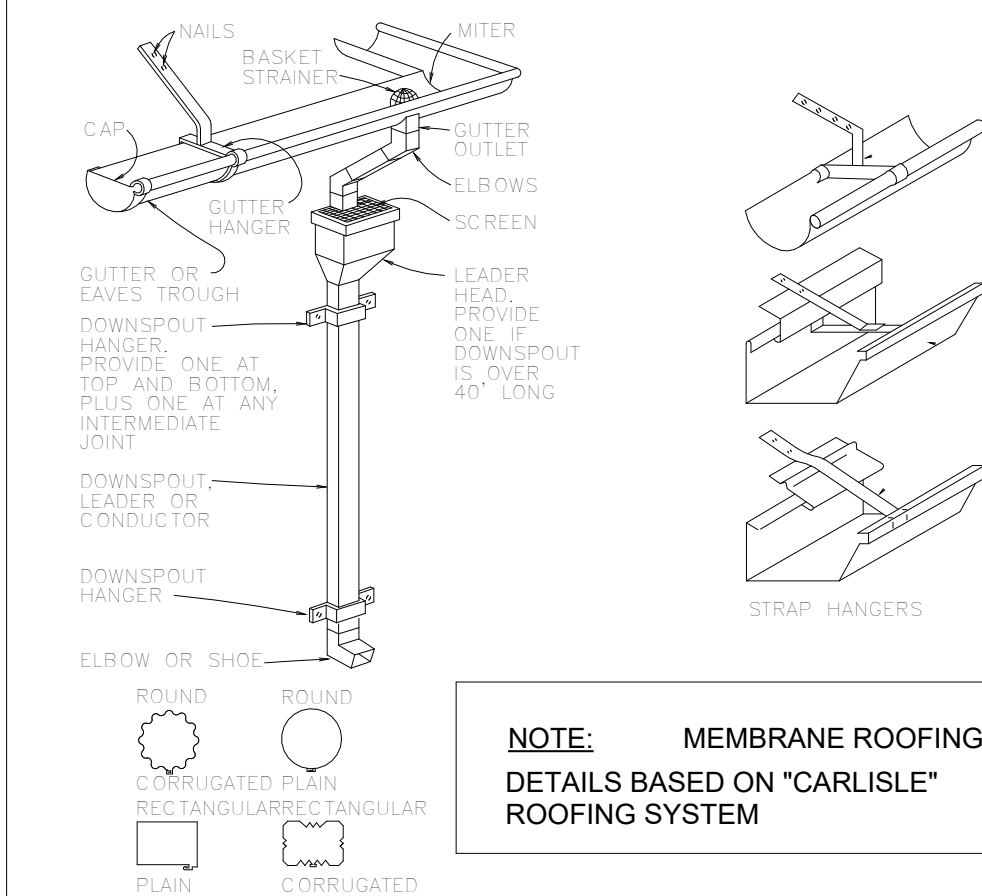 NAILS
BASKET
STRAINER
MITER
CAP
GUTTER
OUTLET
ELBOWS
GUTTER
HANGER
SCREEN
GUTTER OR
EAVES TROUGH
LEADER
HEAD.
PROVIDE
ONE IF
DOWNSPOUT
IS OVER
40' LONG
DOWNSPOUT
HANGER.
PROVIDE ONE AT
TOP AND BOTTOM,
PLUS ONE AT ANY
INTERMEDIATE
JOINT
DOWNSPOUT,
LEADER OR
CONDUCTOR
DOWNSPOUT
HANGER
ELBOW OR SHOE
STRAP HANGERS
ROUND
CORRUGATED
ROUND
PLAIN
RECTANGULAR
PLAIN
RECTANGULAR
CORRUGATED
NOTE: MEMBRANE ROOFING
DETAILS BASED ON "CARLISLE"
ROOFING SYSTEM